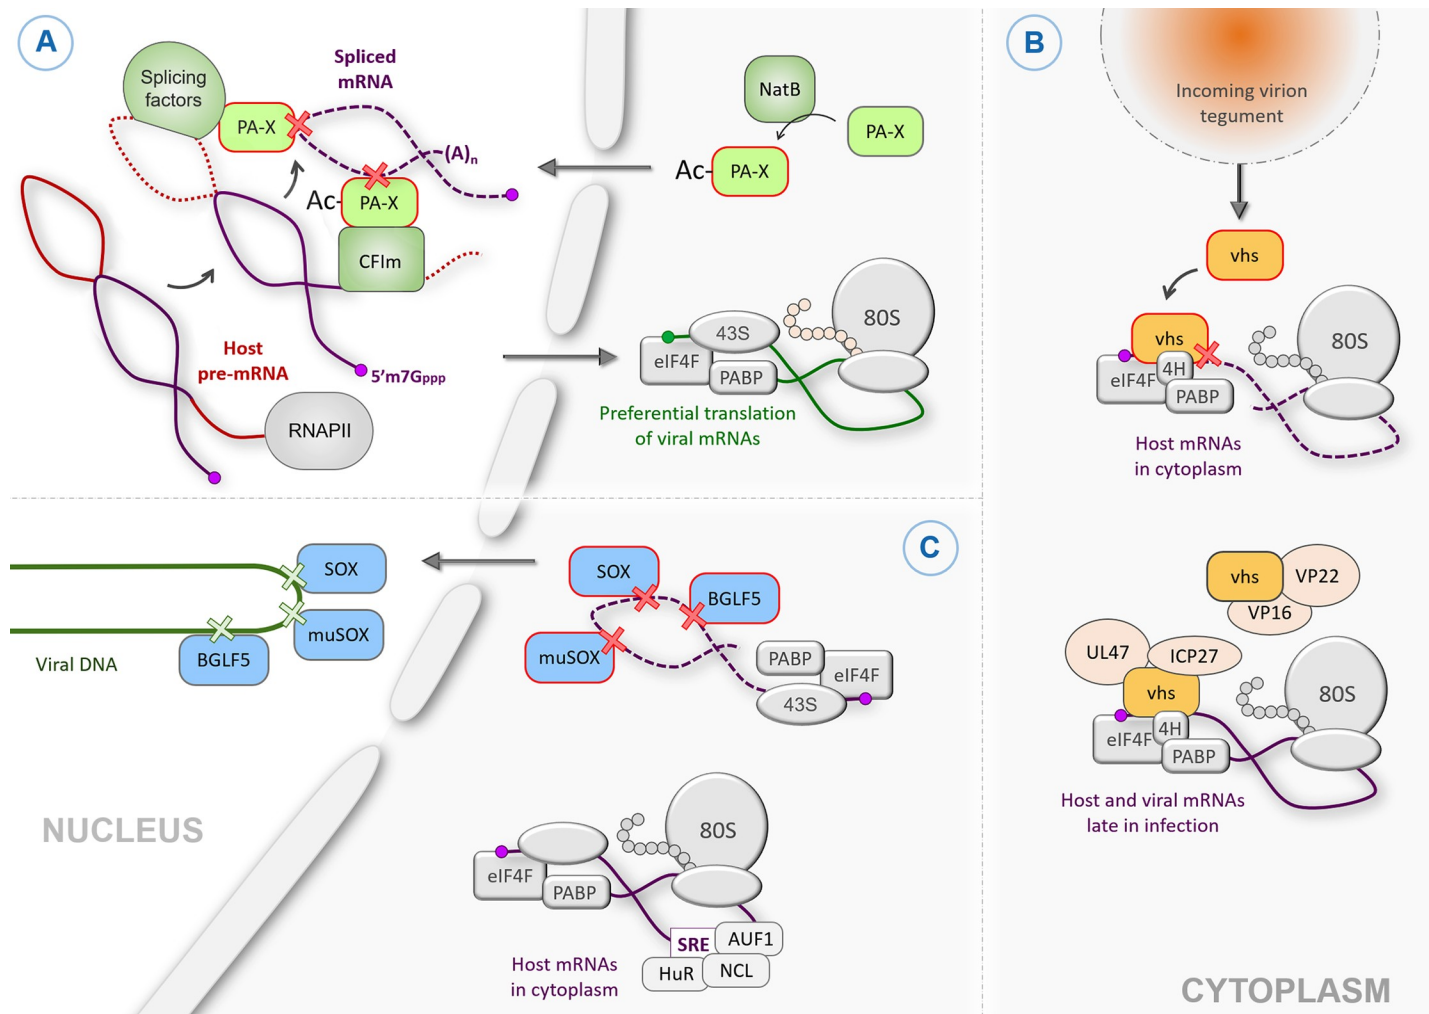 A
Splicing
factors
PA-X
Spliced
mRNA
(A)n
Ac-
PA-X
CFIm
Host
pre-mRNA
5'm7Gppp
RNAPII
NatB
PA-X
Ac-
PA-X
80S
43S
eIF4F
PABP
Preferential translation
of viral mRNAs
B
Incoming virion
tegument
vhs
vhs
4H
eIF4F
PABP
80S
Host mRNAs
in cytoplasm
vhs
VP22
VP16
UL47
ICP27
vhs
4H
eIF4F
PABP
80S
Host and viral mRNAs
late in infection
CYTOPLASM
C
SOX
muSOX
BGLF5
Viral DNA
SOX
BGLF5
muSOX
PABP
eIF4F
43S
NUCLEUS
80S
eIF4F
PABP
SRE
AUF1
HuR
NCL
Host mRNAs
in cytoplasm